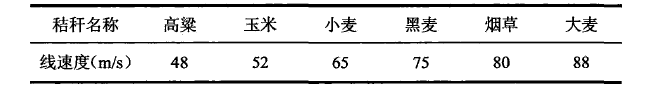 秸秆名称 高粱 玉米 小麦 黑麦 烟草 大麦
线速度(m/s) 48 52 65 75 80 88